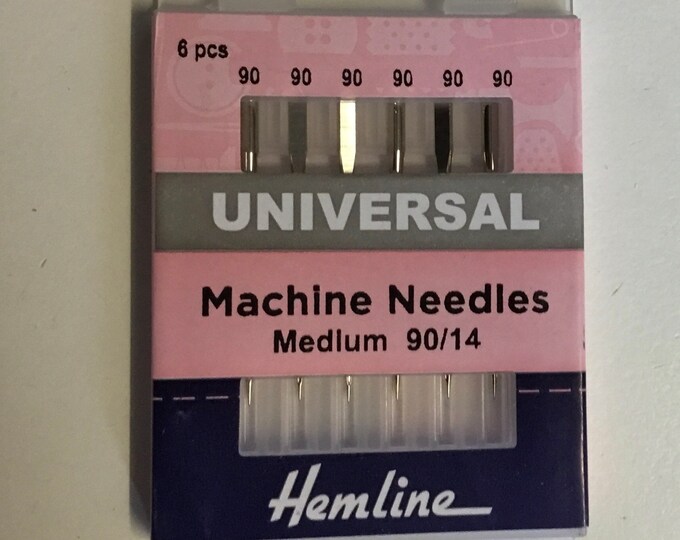 6 pcs
90 90 90 90 90 90
UNIVERSAL
Machine Needles
Medium 90/14
Hemline